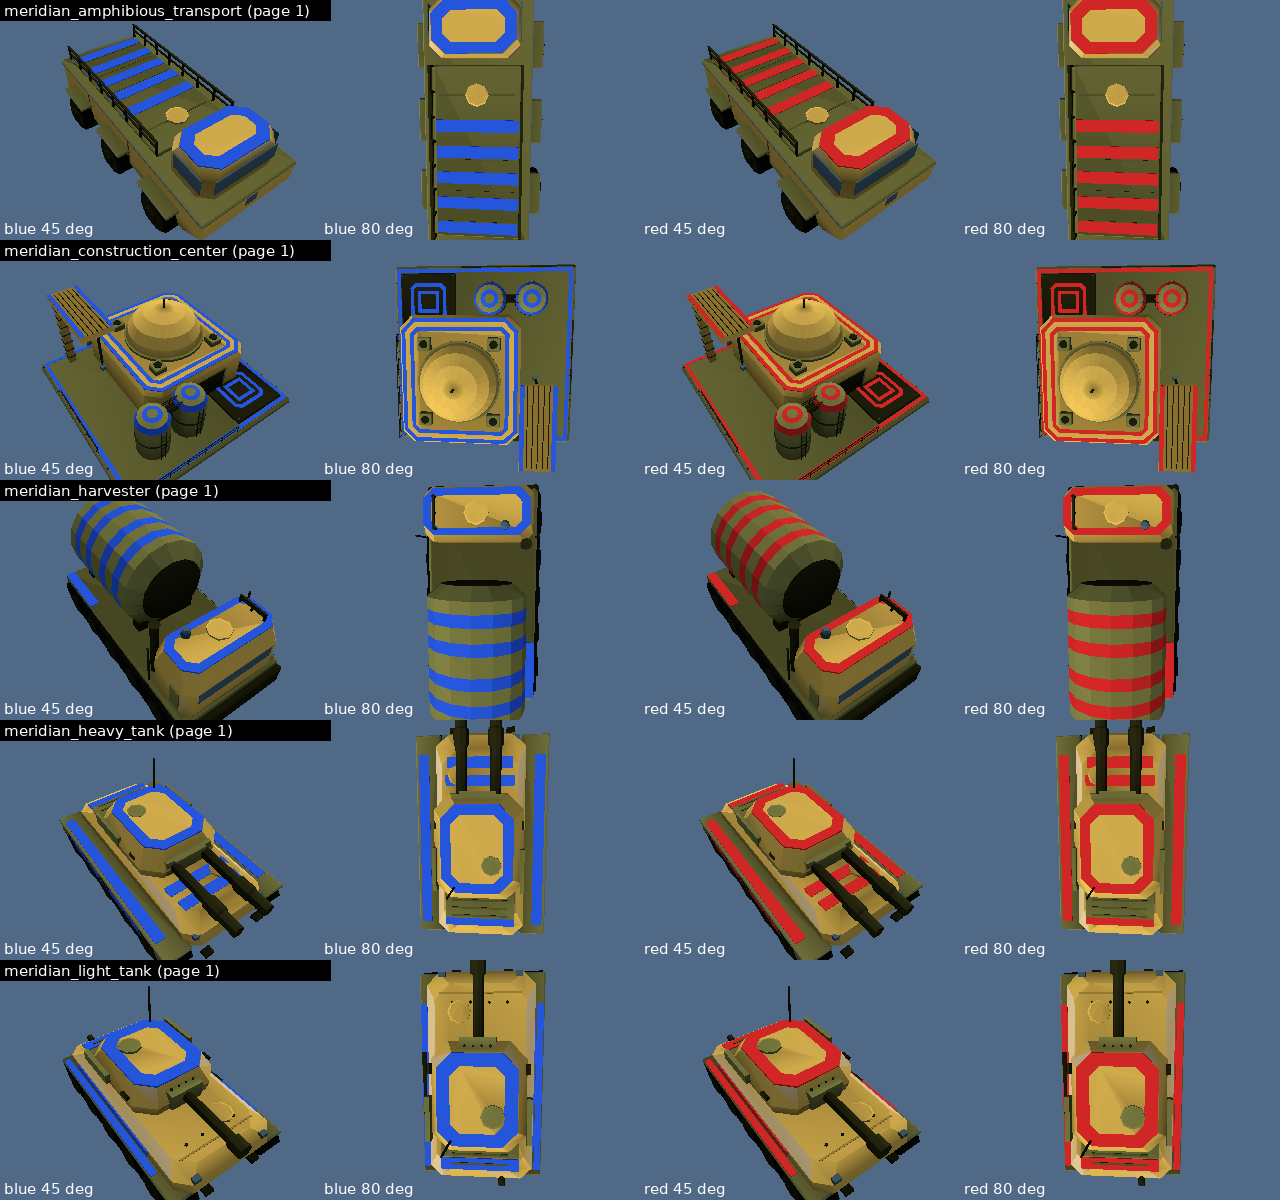 meridian_amphibious_transport (page 1)
blue 45 deg
blue 80 deg
red 45 deg
red 80 deg
meridian_construction_center (page 1)
blue 45 deg
blue 80 deg
red 45 deg
red 80 deg
meridian_harvester (page 1)
blue 45 deg
blue 80 deg
red 45 deg
red 80 deg
meridian_heavy_tank (page 1)
blue 45 deg
blue 80 deg
red 45 deg
red 80 deg
meridian_light_tank (page 1)
blue 45 deg
blue 80 deg
red 45 deg
red 80 deg